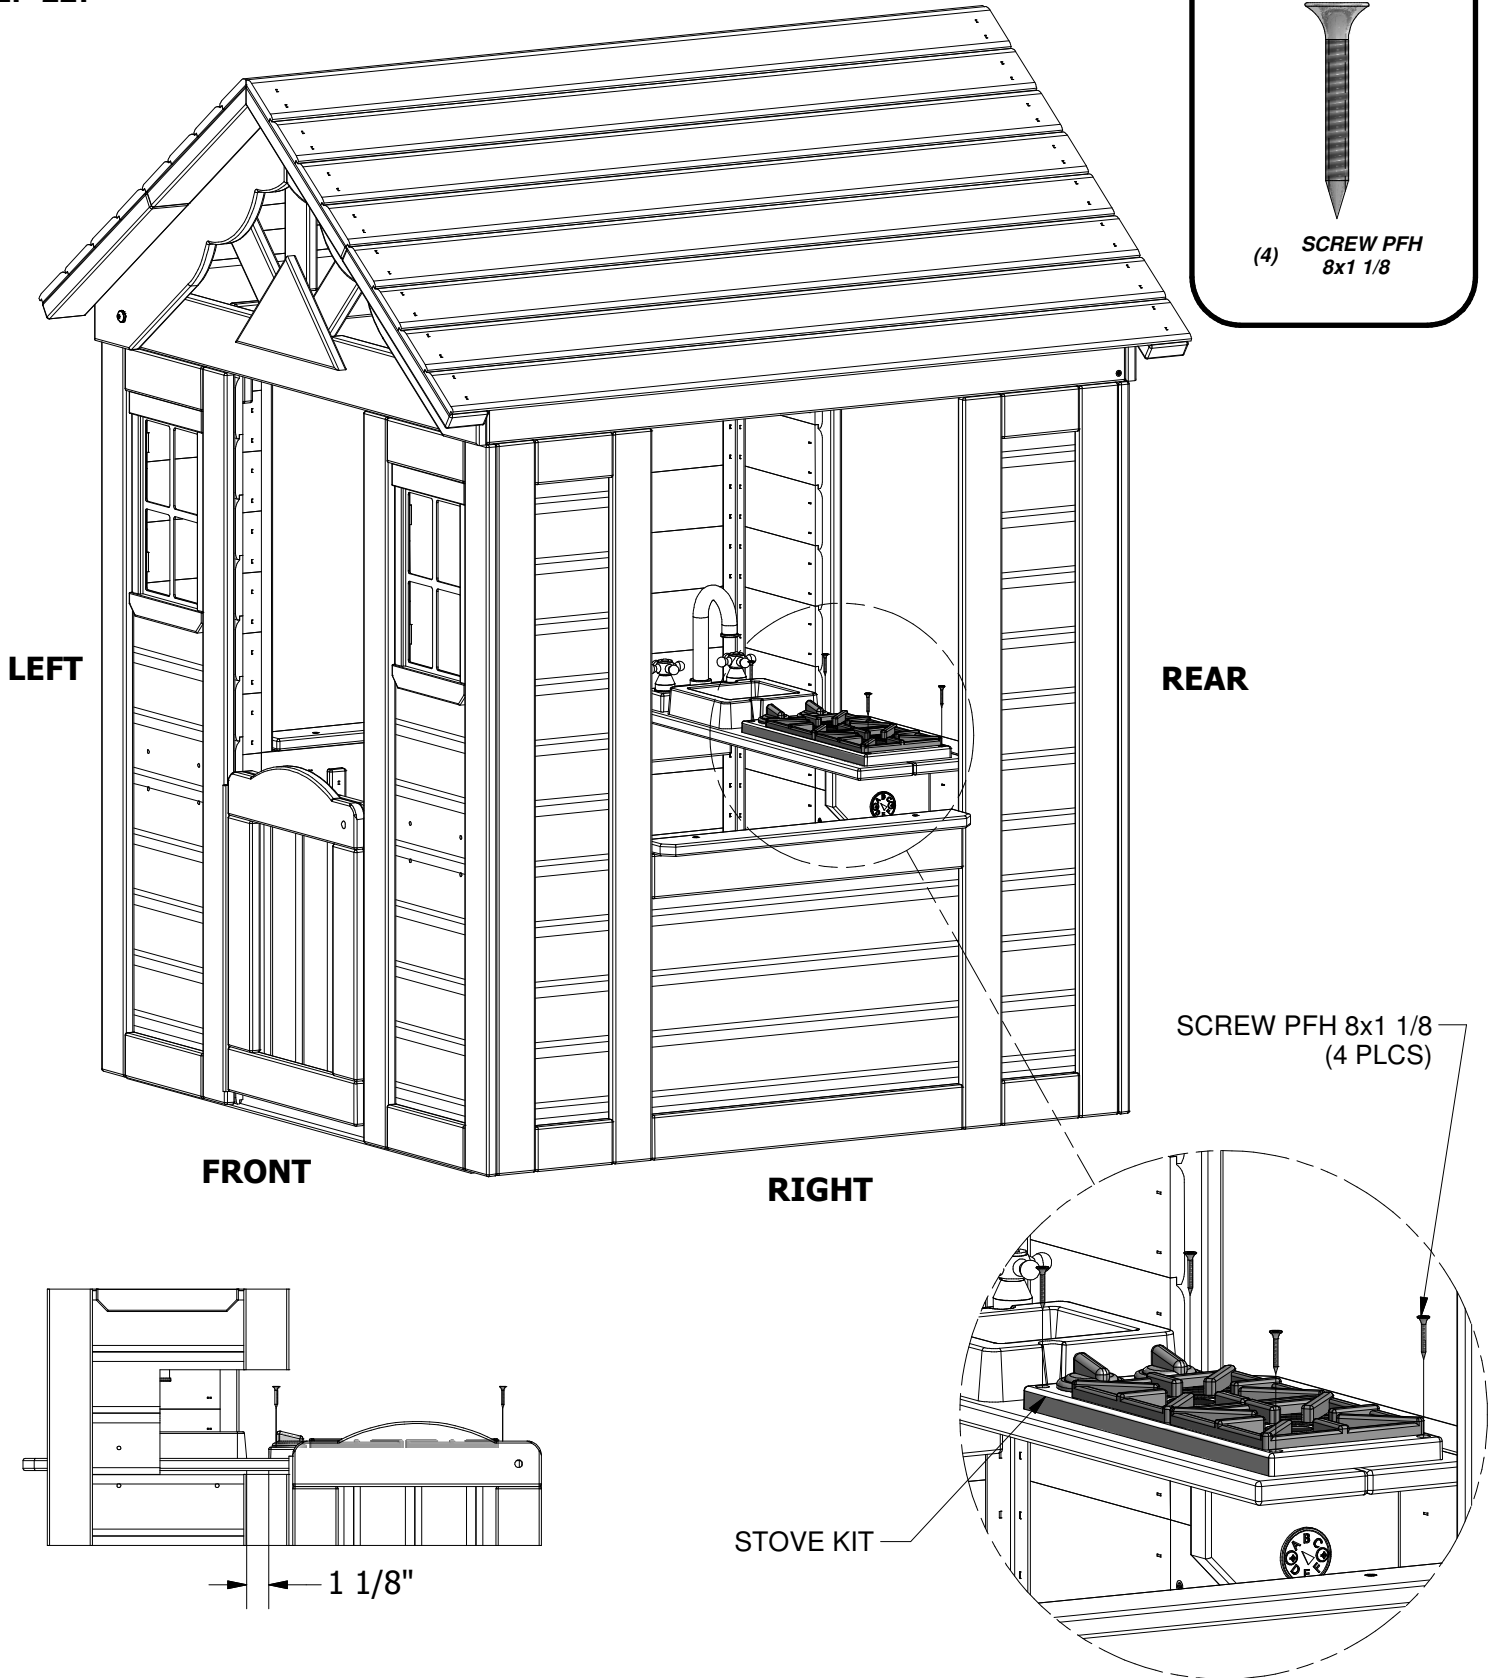 (4) SCREW PFH
8x1 1/8
LEFT
REAR
FRONT
RIGHT
SCREW PFH 8x1 1/8
(4 PLCS)
STOVE KIT
A B C
D E F
1 1/8"